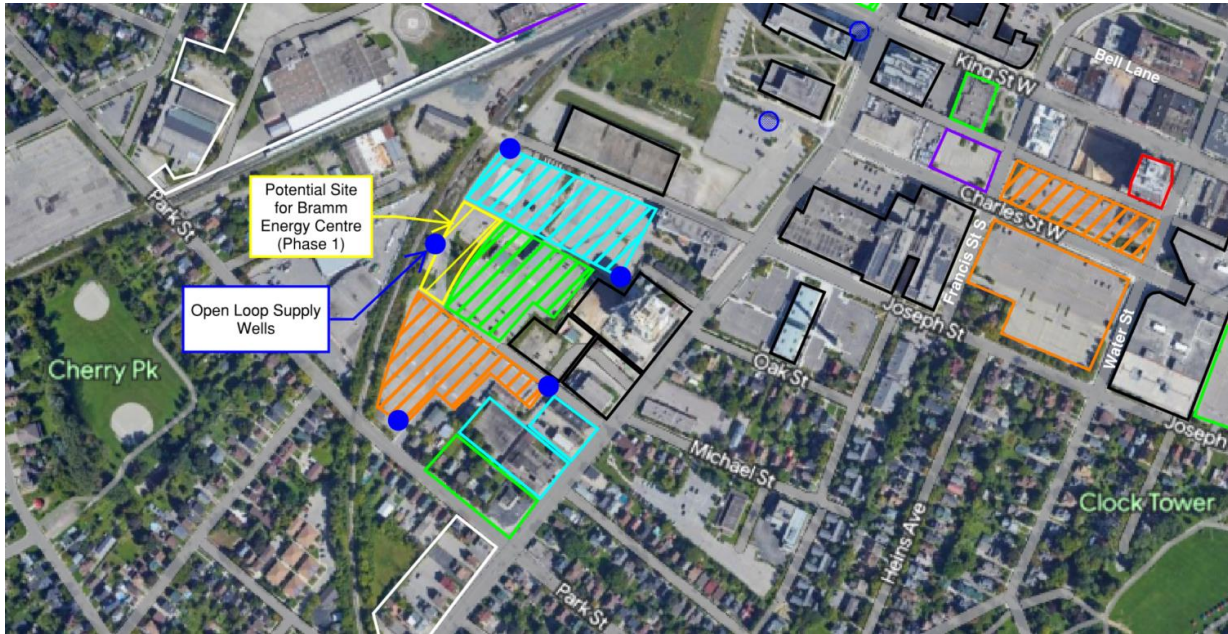 King St W
Bell Lane
Park St
Potential Site
for Bramm
Energy Centre
(Phase 1)
Charles St W
Francis St S
Open Loop Supply
Wells
Joseph St
Water St
Cherry Pk
Oak St
Joseph
Michael St
Heins Ave
Clock Tower
Park St